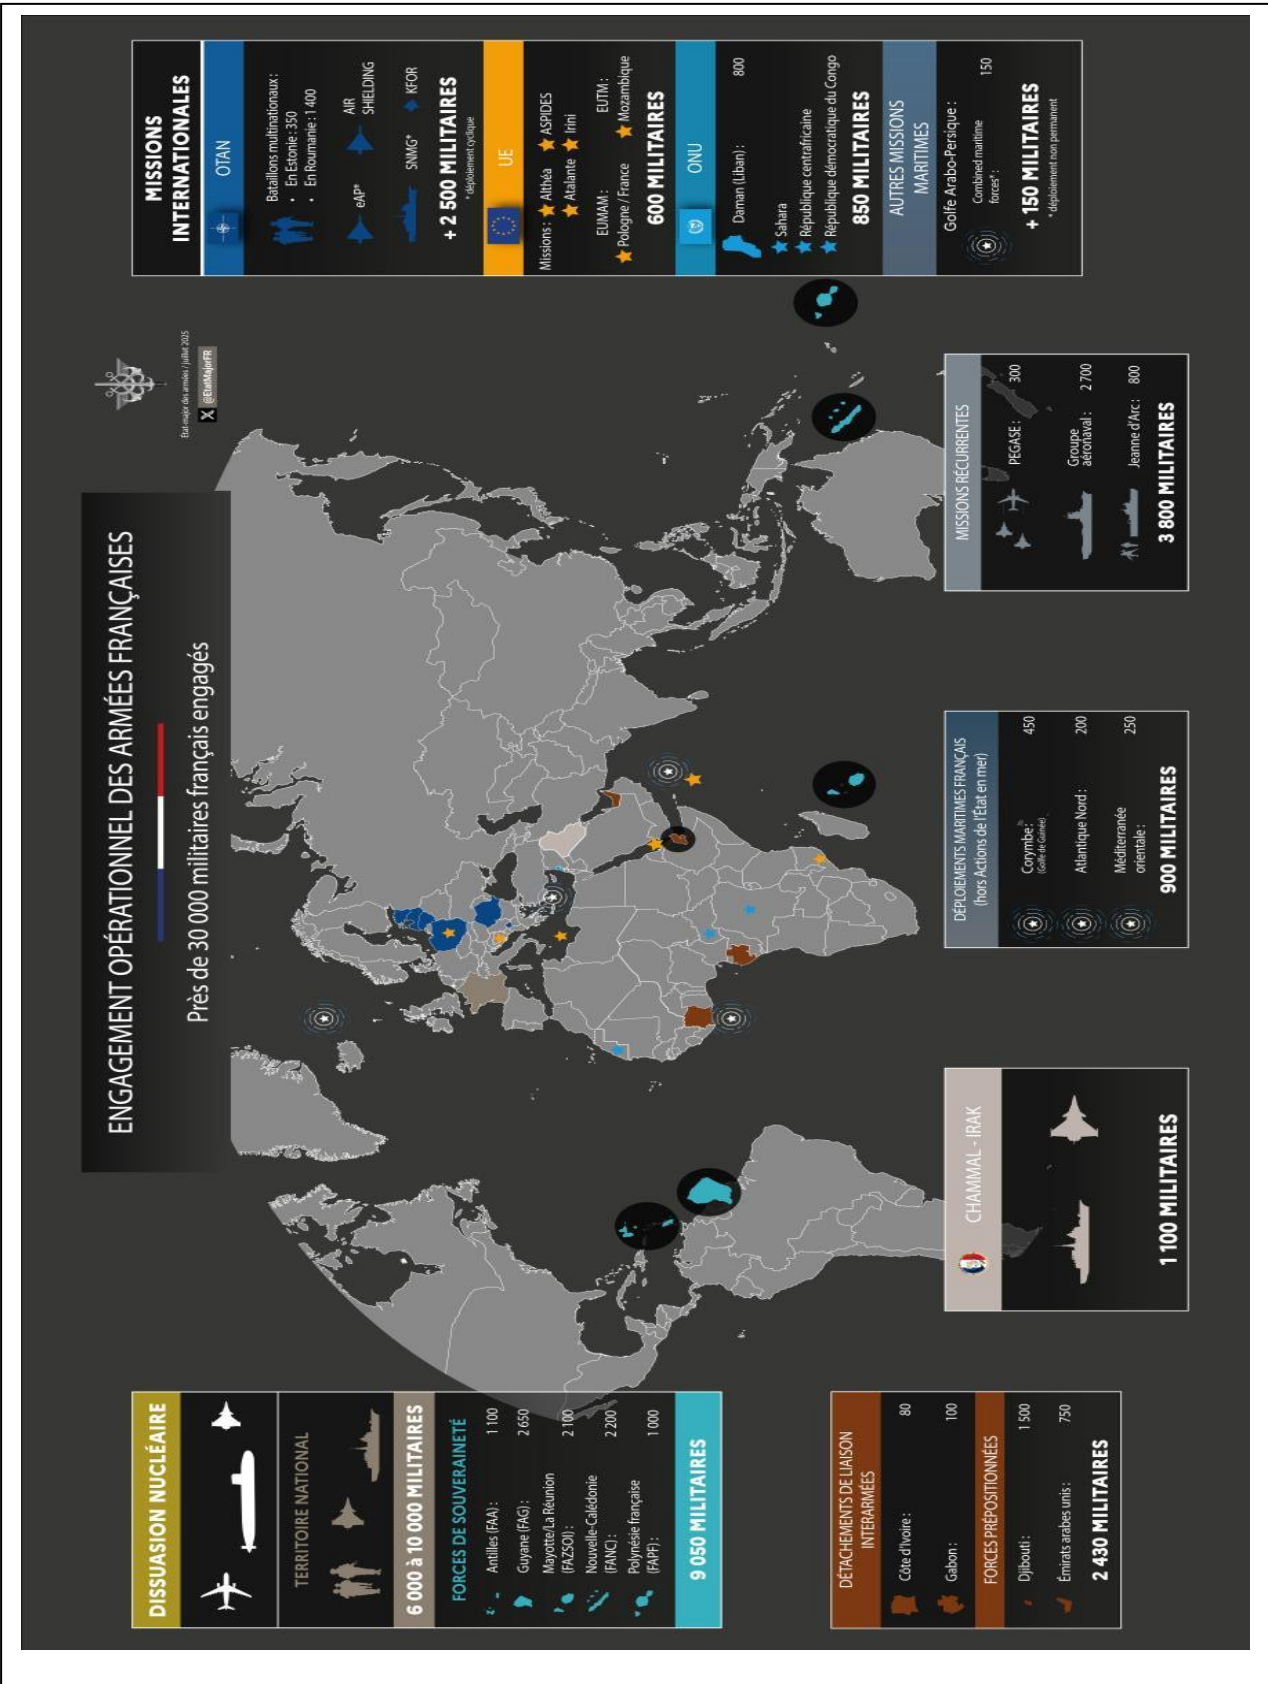 ENGAGEMENT OPÉRATIONNEL DES ARMÉES FRANÇAISES
Près de 30 000 militaires français engagés
État-major des armées / juillet 2025
X @EtatMajorFR
DISSUASION NUCLÉAIRE
TERRITOIRE NATIONAL
6 000 à 10 000 MILITAIRES
FORCES DE SOUVERAINETÉ
Antilles (FAA) : 1 100
Guyane (FAG) : 2 650
Mayotte/La Réunion
(FAZSOI) : 2 100
Nouvelle-Calédonie
(FANC) : 2 200
Polynésie française
(FAPF) : 1 000
9 050 MILITAIRES
DÉTACHEMENTS DE LIAISON
INTERARMÉES
Côte d'Ivoire : 80
Gabon : 100
FORCES PRÉPOSITIONNÉES
Djibouti : 1 500
Émirats arabes unis : 750
2 430 MILITAIRES
CHAMMAL - IRAK
1 100 MILITAIRES
DÉPLOIEMENTS MARITIMES FRANÇAIS
(hors Actions de l'État en mer)
Corymbe : 450
(Golfe de Guinée)
Atlantique Nord : 200
Méditerranée
orientale : 250
900 MILITAIRES
MISSIONS RÉCURRENTES
PEGASE : 300
Groupe
aéronaval : 2 700
Jeanne d'Arc : 800
3 800 MILITAIRES
MISSIONS
INTERNATIONALES
OTAN
Bataillons multinationaux :
• En Estonie : 350
• En Roumanie : 1 400
eAP* AIR
SHIELDING
SNMG* KFOR
+ 2 500 MILITAIRES
* déploiement cyclique
UE
Missions : Althéa ASPIDES
Atalante Irini
EUMAM : EUTM :
Pologne / France Mozambique
600 MILITAIRES
ONU
Daman (Liban) : 800
Sahara
République centrafricaine
République démocratique du Congo
850 MILITAIRES
AUTRES MISSIONS
MARITIMES
Golfe Arabo-Persique :
Combined maritime 150
forces* :
+ 150 MILITAIRES
* déploiement non permanent